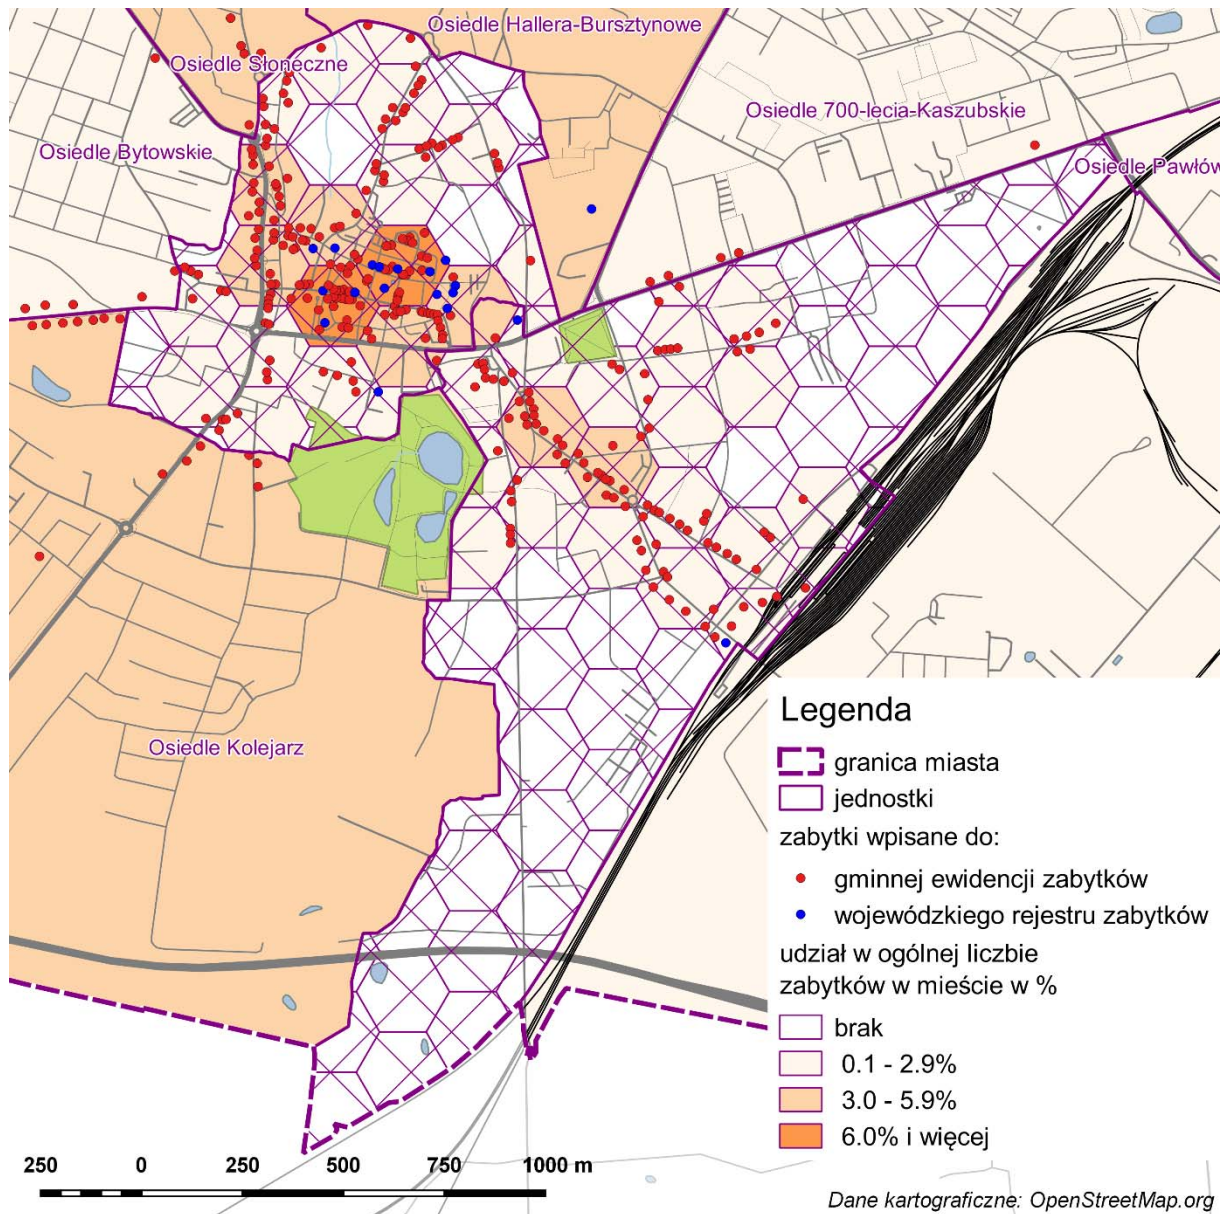 Osiedle Hallera-Bursztynowe
Osiedle Słoneczne
Osiedle 700-lecia-Kaszubskie
Osiedle Bytowskie
Osiedle Pawłów
Osiedle Kolejarz
Legenda
granica miasta
jednostki
zabytki wpisane do:
gminnej ewidencji zabytków
wojewódzkiego rejestru zabytków
udział w ogólnej liczbie
zabytków w mieście w %
brak
0.1 - 2.9%
3.0 - 5.9%
6.0% i więcej
250 0 250 500 750 1000 m
Dane kartograficzne: OpenStreetMap.org